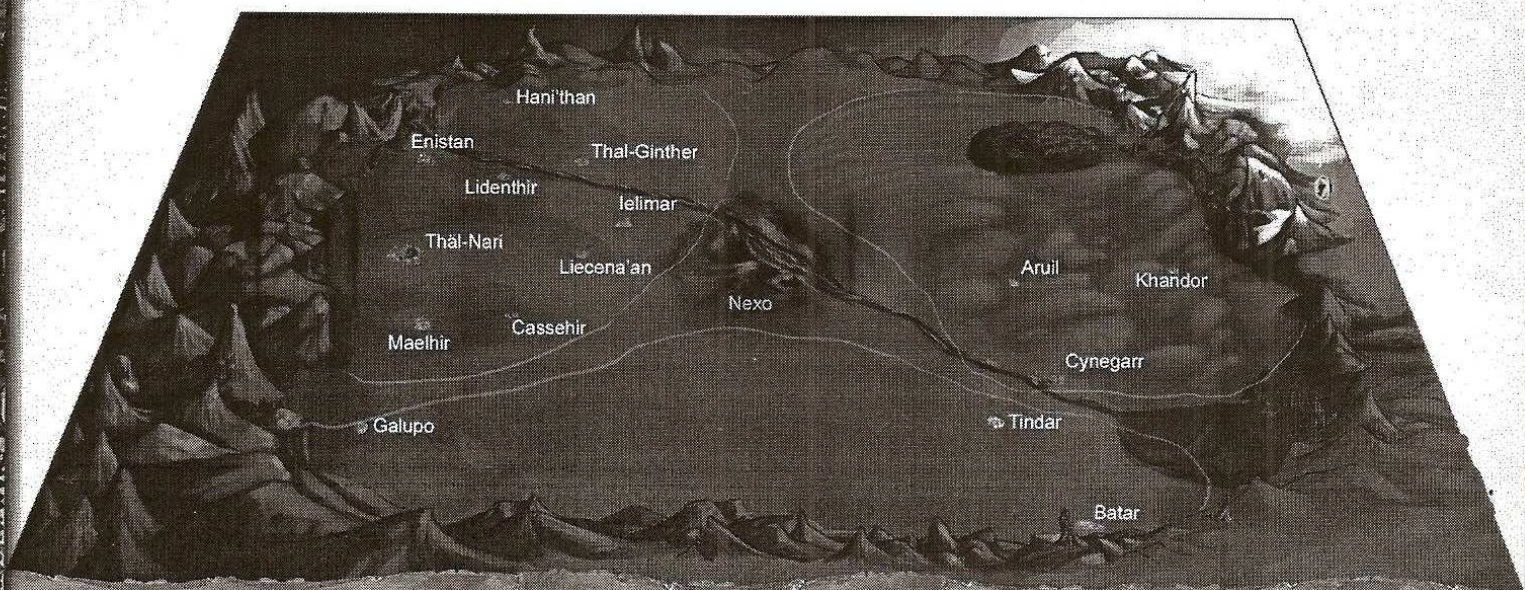 Hani'than
Enistan
Thal-Ginther
Lidenthir
Ielimar
Thäl-Nari
Liecena'an
Aruil
Khandor
Nexo
Cassehir
Maelhir
Cynegarr
Galupo
Tindar
Batar